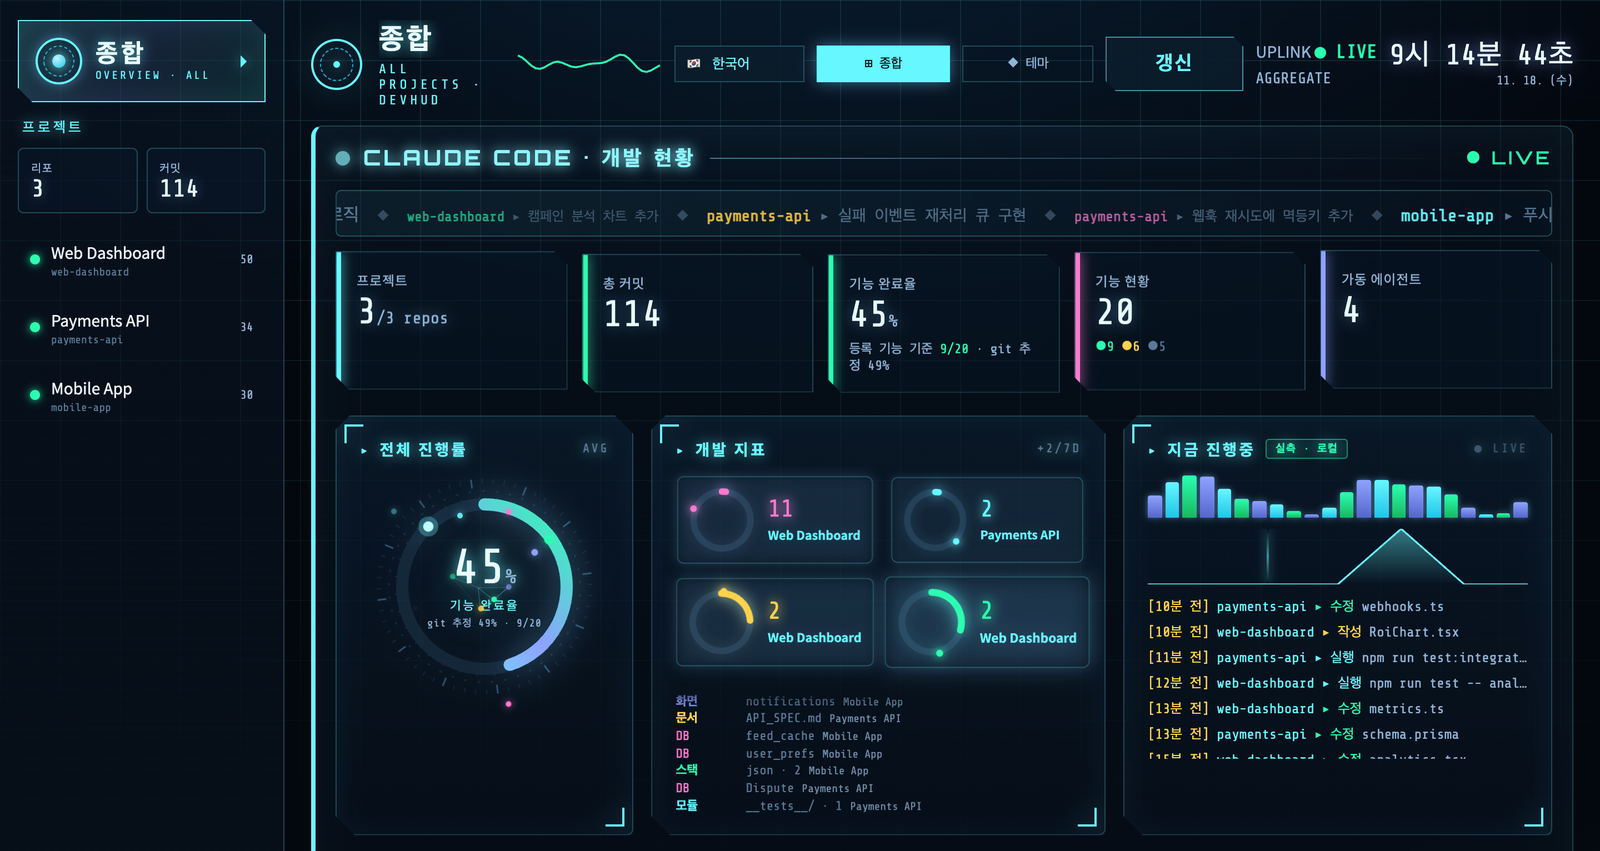 종합
OVERVIEW · ALL
프로젝트
리포
3
커밋
114
Web Dashboard
web-dashboard
50
Payments API
payments-api
34
Mobile App
mobile-app
30
종합
ALL
PROJECTS ·
DEVHUD
🇰🇷 한국어
⊞ 종합
◆ 테마
갱신
UPLINK ● LIVE
AGGREGATE
9시 14분 44초
11. 18. (수)
CLAUDE CODE · 개발 현황
LIVE
로직 ◆ web-dashboard ▸ 캠페인 분석 차트 추가 ◆ payments-api ▸ 실패 이벤트 재처리 큐 구현 ◆ payments-api ▸ 웹훅 재시도에 멱등키 추가 ◆ mobile-app ▸ 푸시
프로젝트
3/3 repos
총 커밋
114
기능 완료율
45%
등록 기능 기준 9/20 · git 추
정 49%
기능 현황
20
●9 ●6 ●5
가동 에이전트
4
▸ 전체 진행률
AVG
45%
기능 완료율
git 추정 49% · 9/20
▸ 개발 지표
+2/7D
11
Web Dashboard
2
Payments API
2
Web Dashboard
2
Web Dashboard
화면 notifications Mobile App
문서 API_SPEC.md Payments API
DB feed_cache Mobile App
DB user_prefs Mobile App
스택 json · 2 Mobile App
DB Dispute Payments API
모듈 __tests__/ · 1 Payments API
▸ 지금 진행중
실측 · 로컬
● LIVE
[10분 전] payments-api ▸ 수정 webhooks.ts
[10분 전] web-dashboard ▸ 작성 RoiChart.tsx
[11분 전] payments-api ▸ 실행 npm run test:integrat…
[12분 전] web-dashboard ▸ 실행 npm run test -- anal…
[13분 전] web-dashboard ▸ 수정 metrics.ts
[13분 전] payments-api ▸ 수정 schema.prisma
[15분 전] web-dashboard ▸ 수정 analytics.tsx